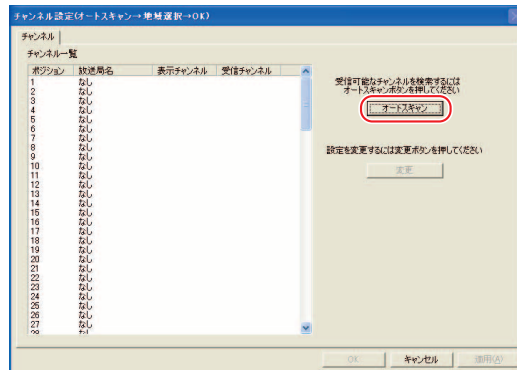 チャンネル設定(オートスキャン→地域選択→OK)
チャンネル
チャンネル一覧
ポジション 放送局名 表示チャンネル 受信チャンネル
1 なし
2 なし
3 なし
4 なし
5 なし
6 なし
7 なし
8 なし
9 なし
10 なし
11 なし
12 なし
13 なし
14 なし
15 なし
16 なし
17 なし
18 なし
19 なし
20 なし
21 なし
22 なし
23 なし
24 なし
25 なし
26 なし
27 なし
28 なし
受信可能なチャンネルを検索するには
オートスキャンボタンを押してください
オートスキャン
設定を変更するには変更ボタンを押してください
変更
OK キャンセル 適用(A)